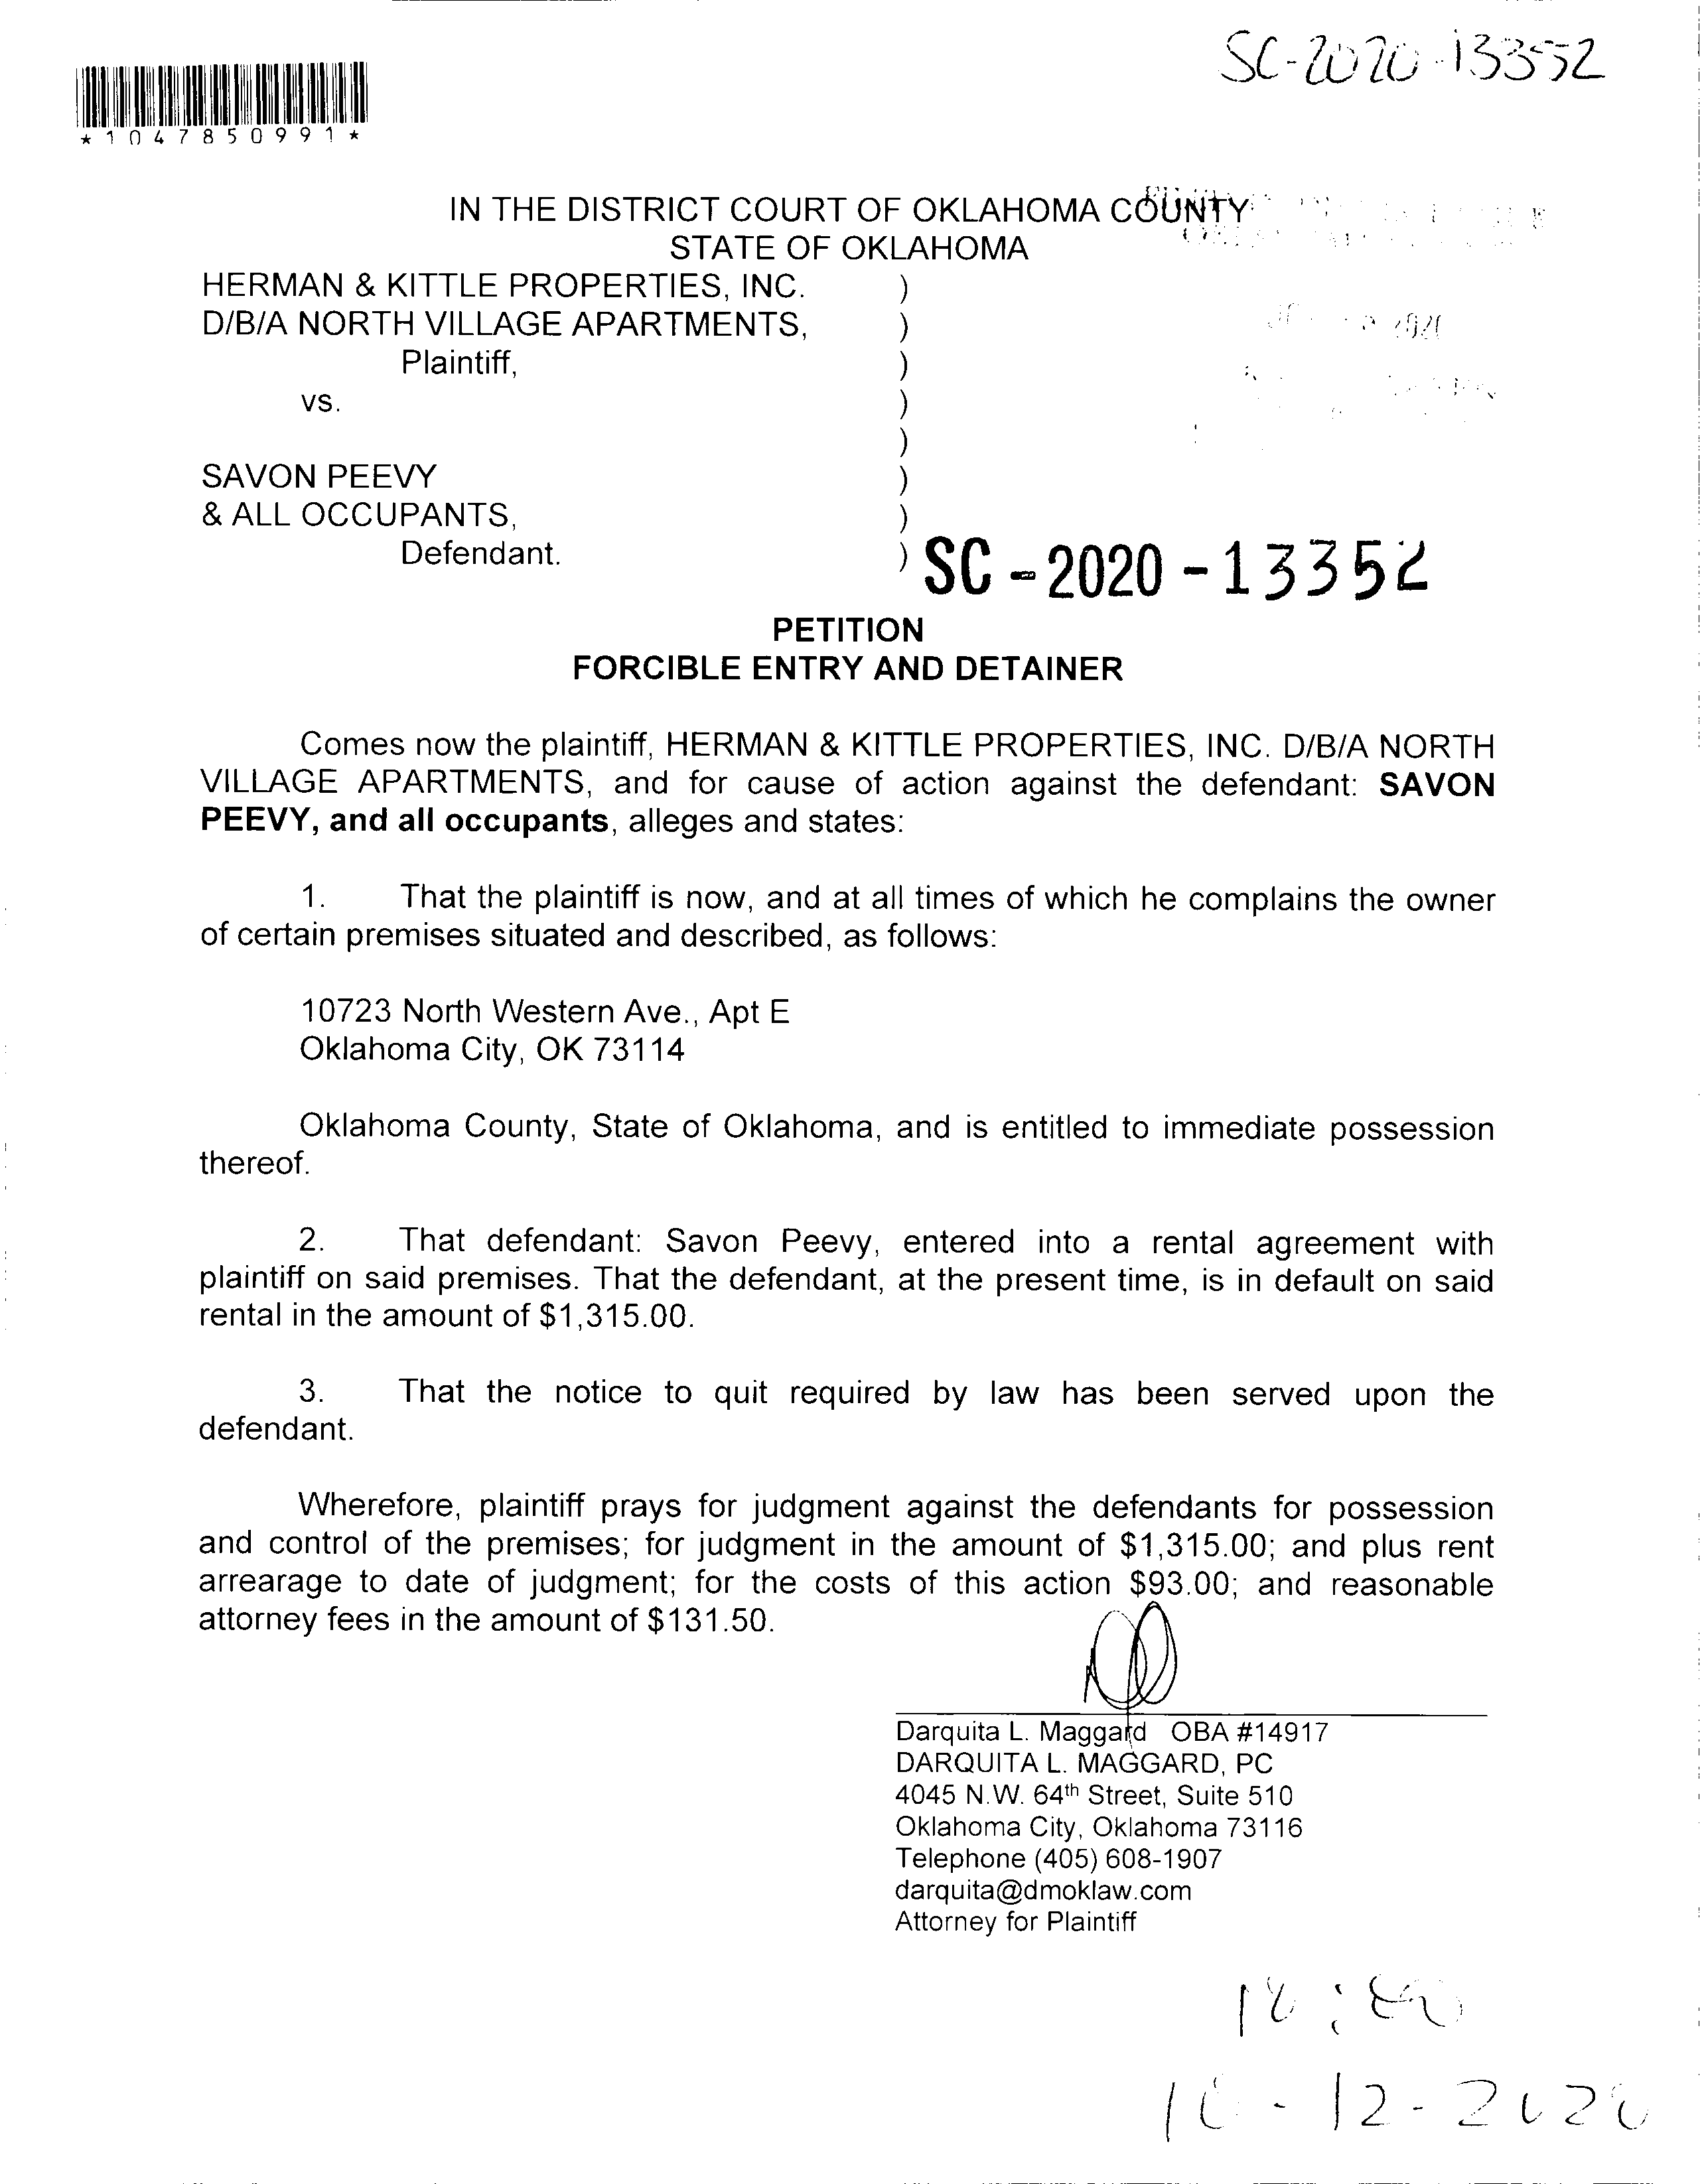 SC-2020-13352
*1047850991*
IN THE DISTRICT COURT OF OKLAHOMA COUNTY
STATE OF OKLAHOMA
HERMAN & KITTLE PROPERTIES, INC. )
D/B/A NORTH VILLAGE APARTMENTS, )
Plaintiff, )
vs. )
)
SAVON PEEVY )
& ALL OCCUPANTS, )
Defendant. ) SC-2020-13352
PETITION
FORCIBLE ENTRY AND DETAINER
Comes now the plaintiff, HERMAN & KITTLE PROPERTIES, INC. D/B/A NORTH
VILLAGE APARTMENTS, and for cause of action against the defendant: SAVON
PEEVY, and all occupants, alleges and states:
1. That the plaintiff is now, and at all times of which he complains the owner
of certain premises situated and described, as follows:
10723 North Western Ave., Apt E
Oklahoma City, OK 73114
Oklahoma County, State of Oklahoma, and is entitled to immediate possession
thereof.
2. That defendant: Savon Peevy, entered into a rental agreement with
plaintiff on said premises. That the defendant, at the present time, is in default on said
rental in the amount of $1,315.00.
3. That the notice to quit required by law has been served upon the
defendant.
Wherefore, plaintiff prays for judgment against the defendants for possession
and control of the premises; for judgment in the amount of $1,315.00; and plus rent
arrearage to date of judgment; for the costs of this action $93.00; and reasonable
attorney fees in the amount of $131.50.
Darquita L. Maggard OBA #14917
DARQUITA L. MAGGARD, PC
4045 N.W. 64th Street, Suite 510
Oklahoma City, Oklahoma 73116
Telephone (405) 608-1907
darquita@dmoklaw.com
Attorney for Plaintiff
10-12-2020